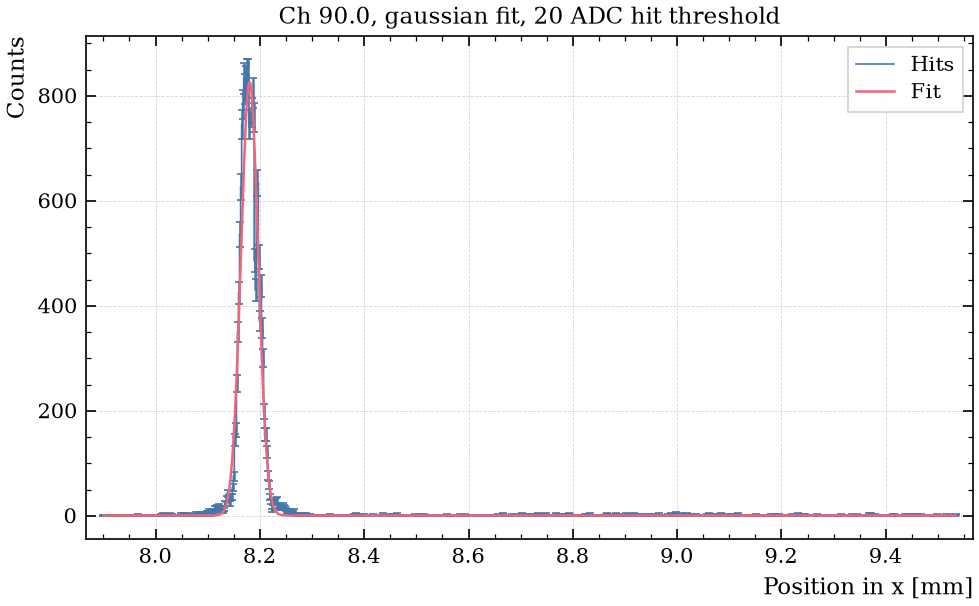 Ch 90.0, gaussian fit, 20 ADC hit threshold
Counts
Hits
Fit
800
600
400
200
0
8.0 8.2 8.4 8.6 8.8 9.0 9.2 9.4
Position in x [mm]